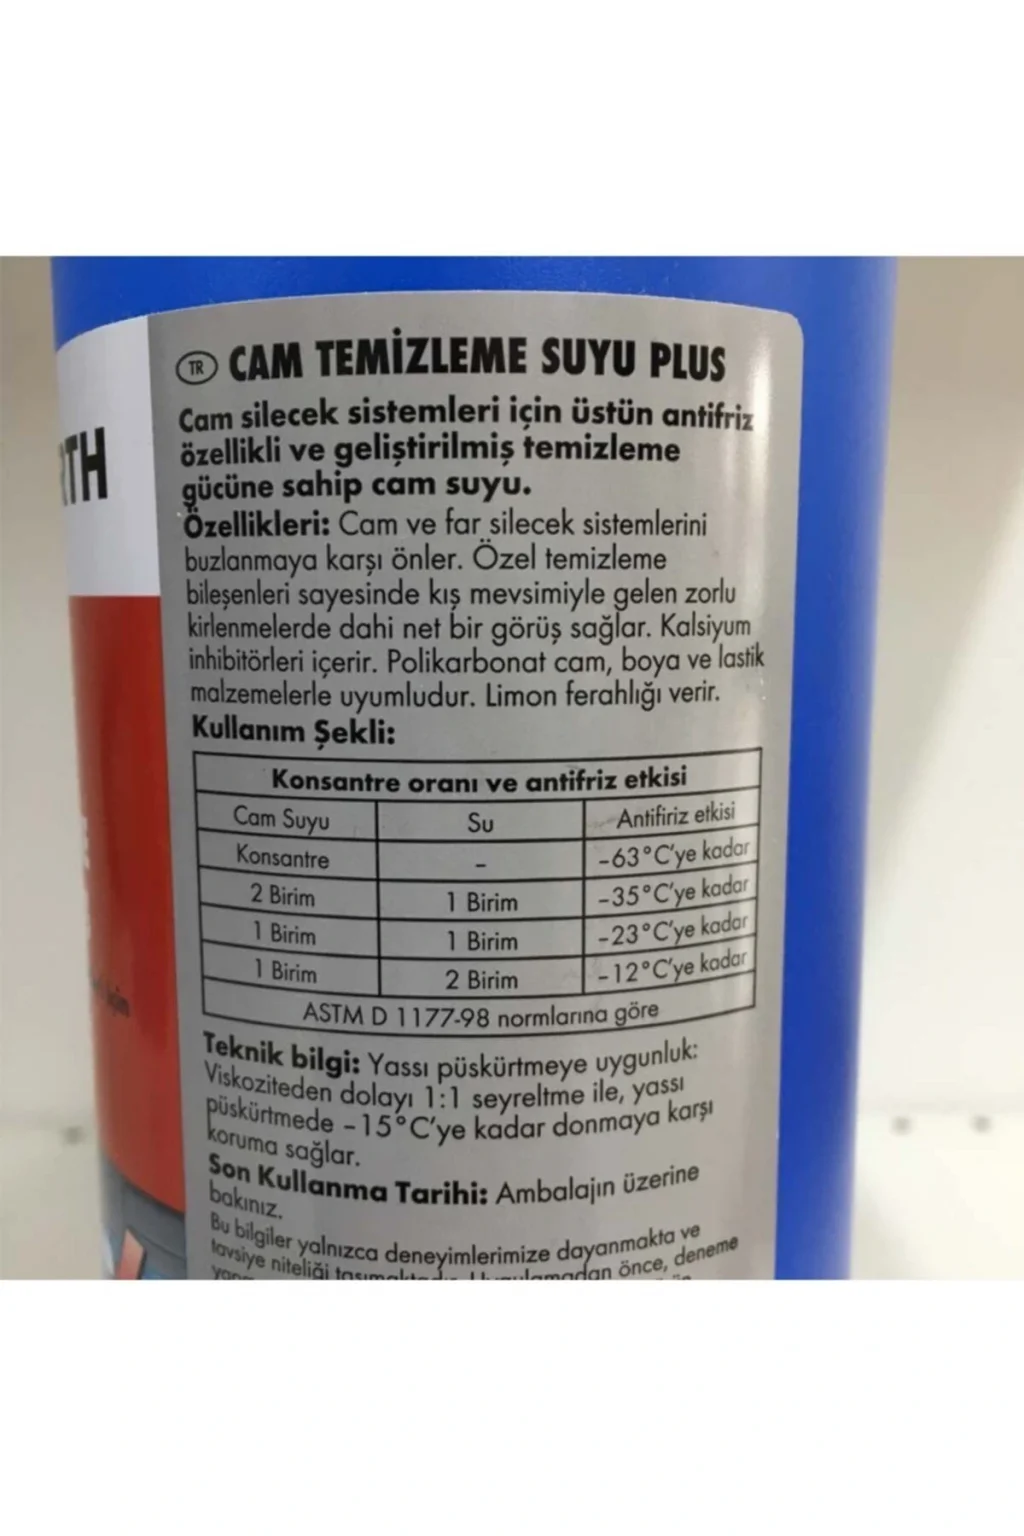 TR CAM TEMİZLEME SUYU PLUS
Cam silecek sistemleri için üstün antifriz
özellikli ve geliştirilmiş temizleme
gücüne sahip cam suyu.
Özellikleri: Cam ve far silecek sistemlerini
buzlanmaya karşı önler. Özel temizleme
bileşenleri sayesinde kış mevsimiyle gelen zorlu
kirlenmelerde dahi net bir görüş sağlar. Kalsiyum
inhibitörleri içerir. Polikarbonat cam, boya ve lastik
malzemelerle uyumludur. Limon ferahlığı verir.
Kullanım Şekli:
Konsantre oranı ve antifriz etkisi
Cam Suyu Su Antifiriz etkisi
Konsantre – -63°C'ye kadar
2 Birim 1 Birim -35°C'ye kadar
1 Birim 1 Birim -23°C'ye kadar
1 Birim 2 Birim -12°C'ye kadar
ASTM D 1177-98 normlarına göre
Teknik bilgi: Yassı püskürtmeye uygunluk:
Viskoziteden dolayı 1:1 seyreltme ile, yassı
püskürtmede -15°C'ye kadar donmaya karşı
koruma sağlar.
Son Kullanma Tarihi: Ambalajın üzerine
bakınız.
Bu bilgiler yalnızca deneyimlerimize dayanmakta ve
tavsiye niteliği önce, deneme
RTH